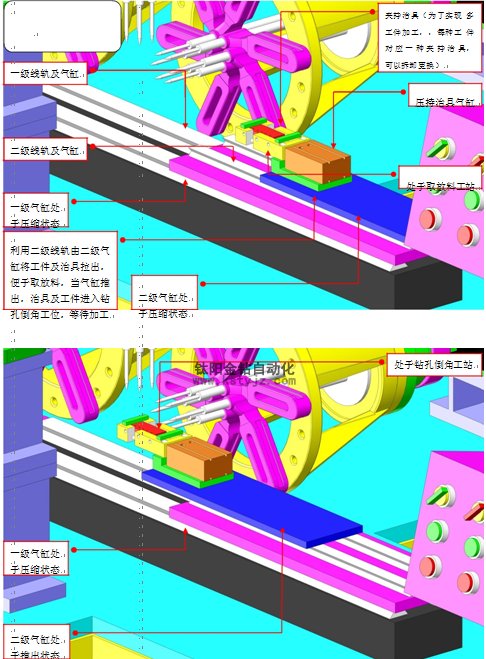 夹持治具（为了实现 多
工件加工，，每种工 件
对应一种夹 持 治 具，
可以拆卸更换）
一级线轨及气缸
压持治具气缸
二级线轨及气缸
处于取放料工站
一级气缸处
于压缩状态
利用二级线轨由二级气
缸将工件及治具拉出，
便于取放料，当气缸推
出，治具及工件进入钻
孔倒角工位，等待加工
二级气缸处
于压缩状态
钛阳金钻自动化
www.kstyjz.com
处于钻孔倒角工站
一级气缸处
于压缩状态
二级气缸处
于推出状态